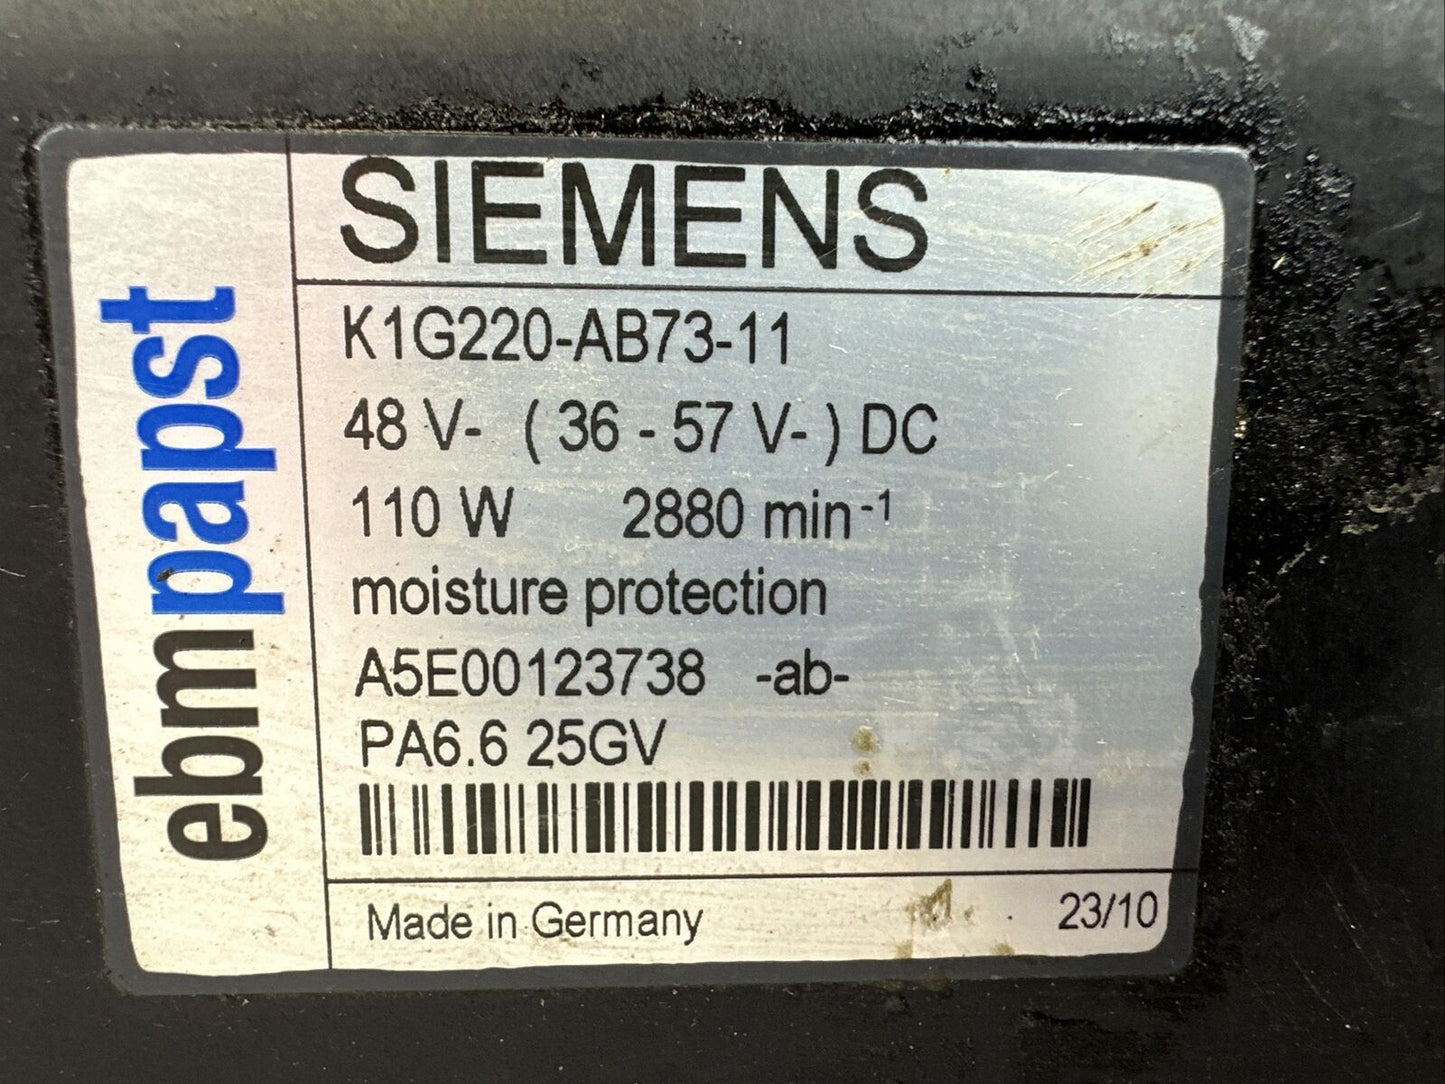 SIEMENS
ebmpapst
K1G220-AB73-11
48 V- ( 36 - 57 V- ) DC
110 W 2880 min⁻¹
moisture protection
A5E00123738 -ab-
PA6.6 25GV
Made in Germany 23/10